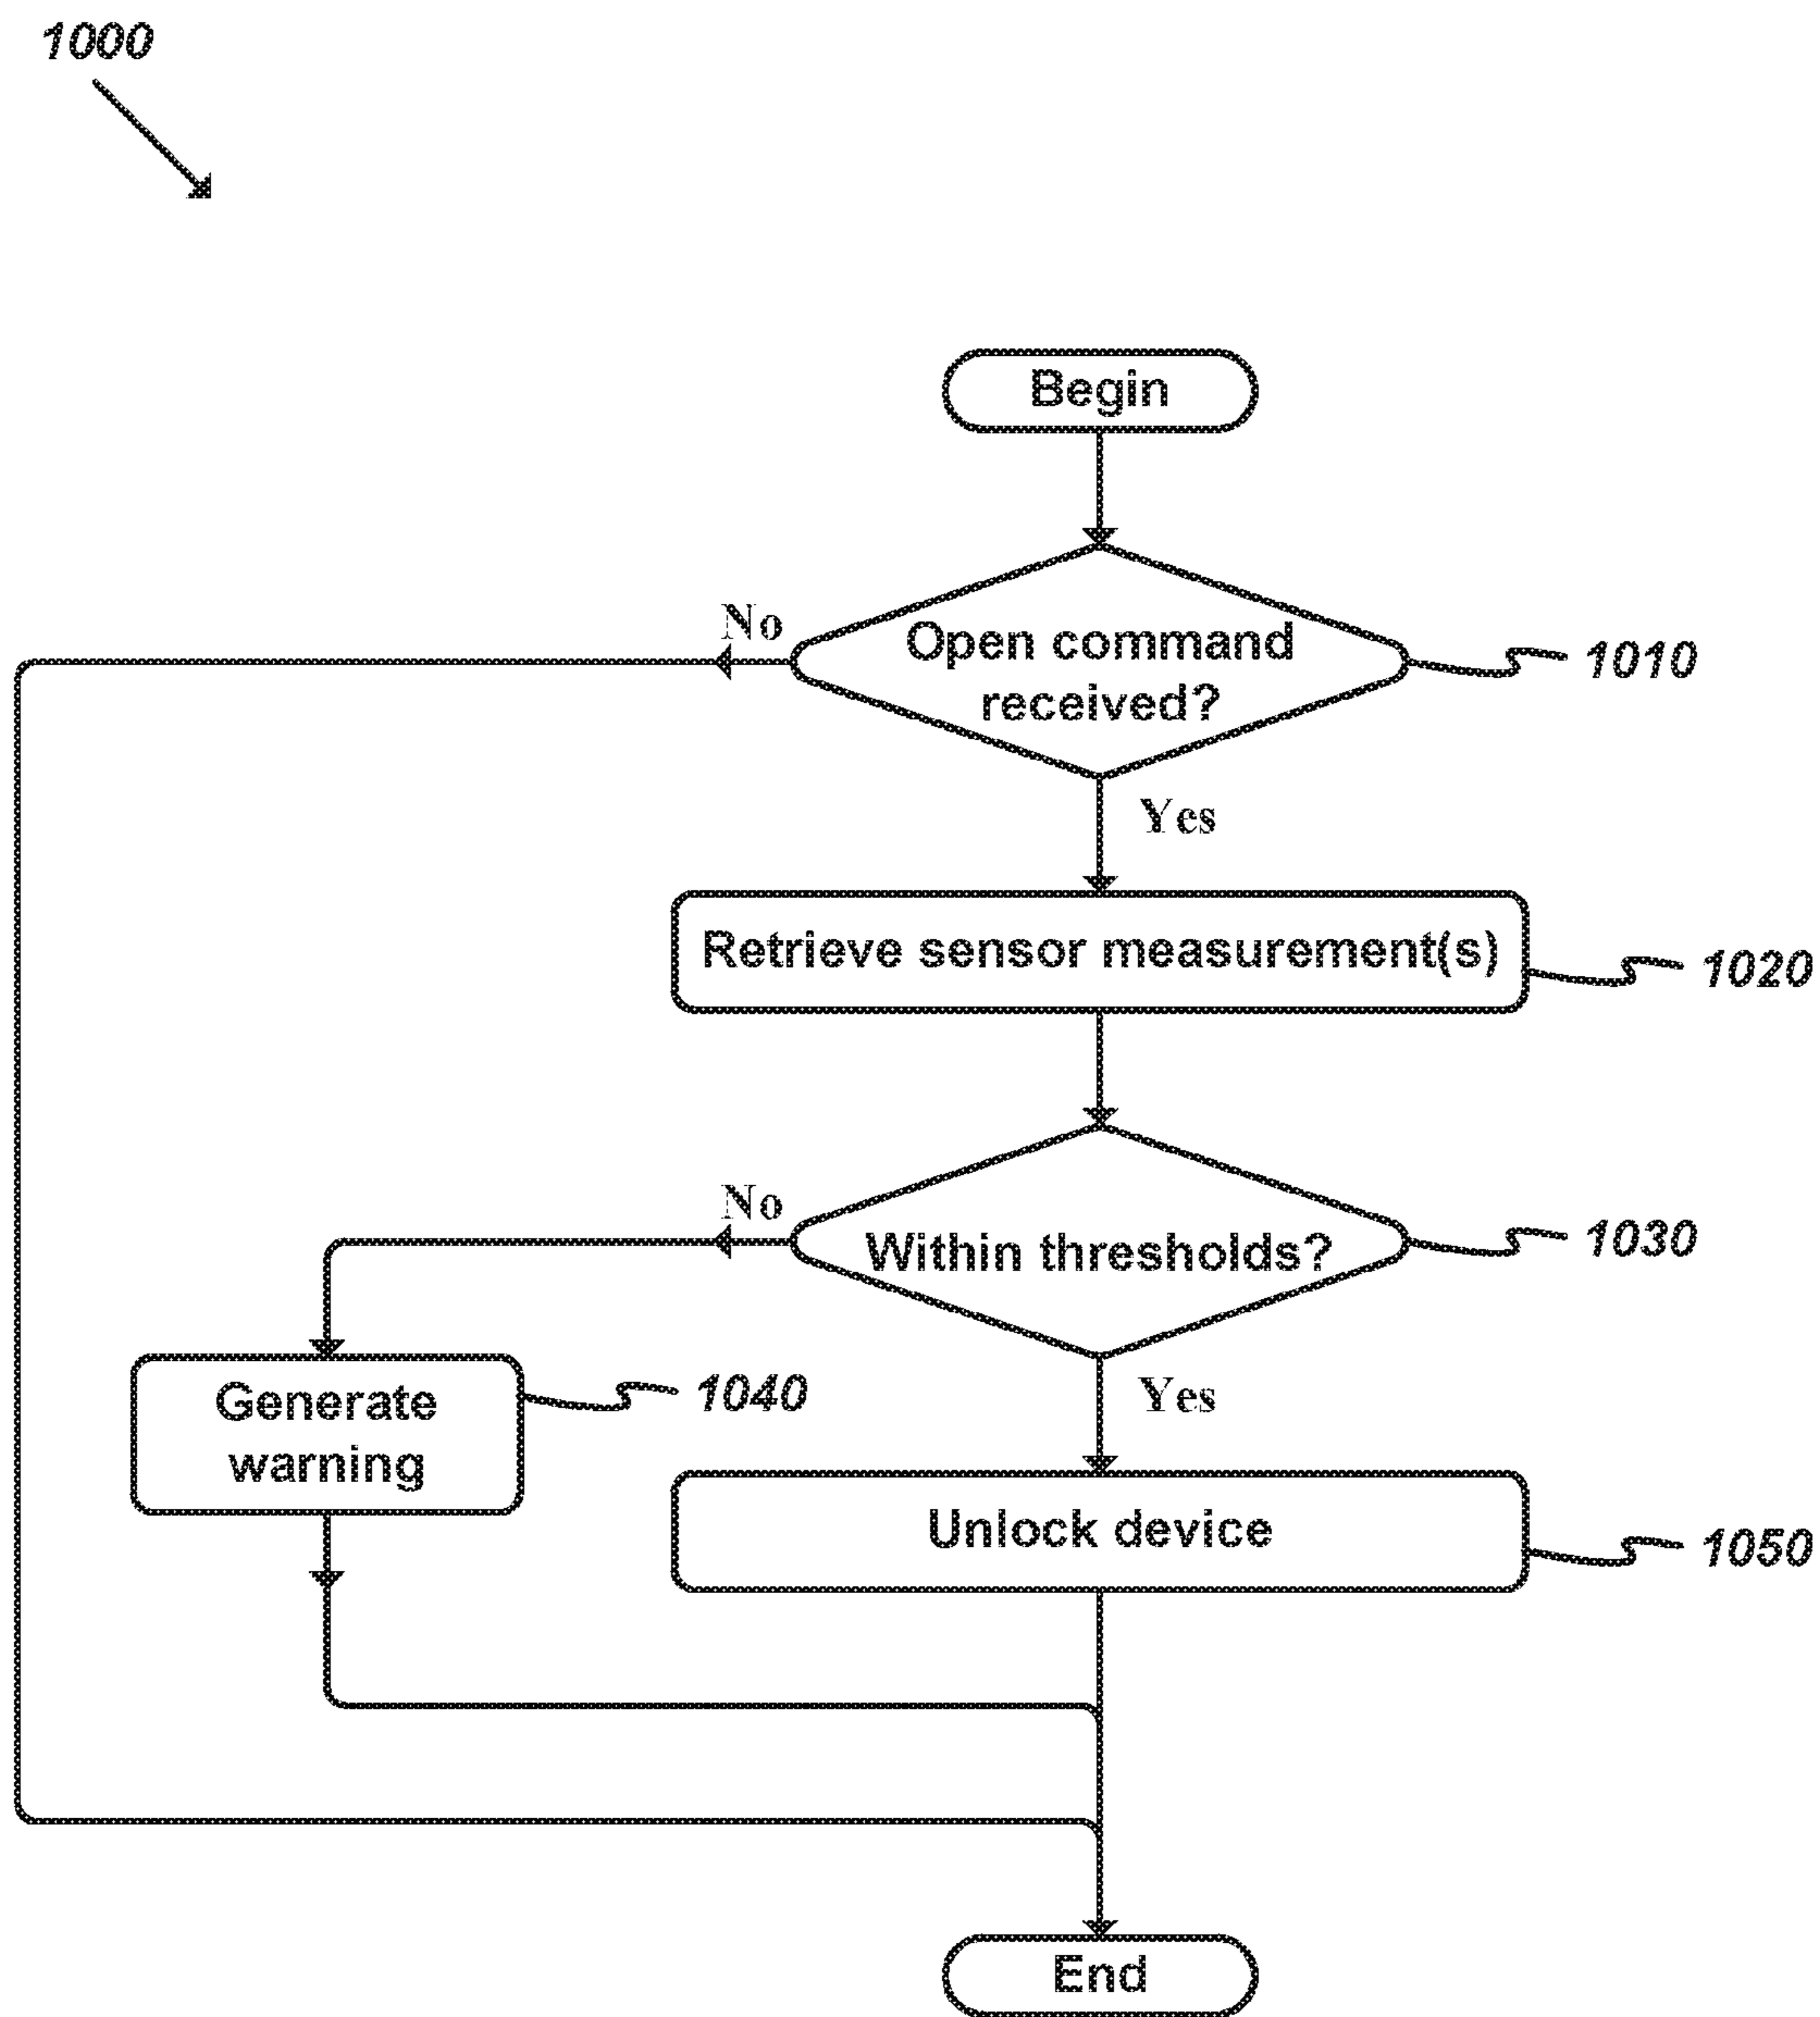 1000
Begin
No
Open command
received?
1010
Yes
Retrieve sensor measurement(s)
1020
No
Within thresholds?
1030
Generate
warning
1040
Yes
Unlock device
1050
End